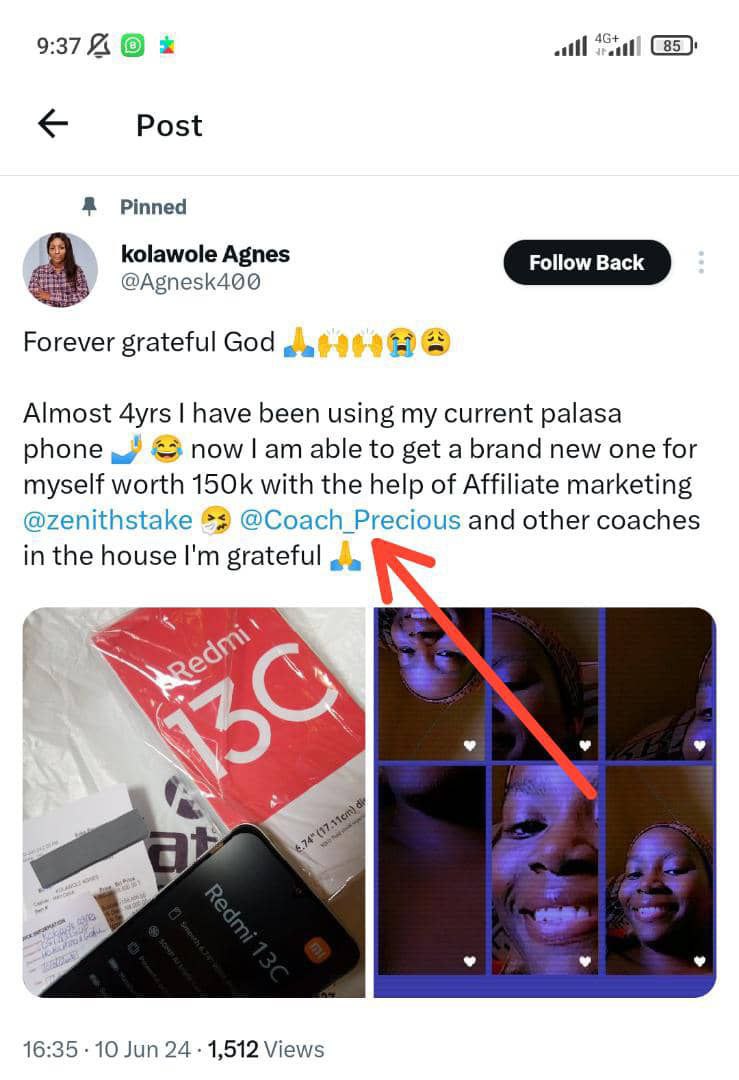 9:37
4G+
85
Post
Pinned
kolawole Agnes
@Agnesk400
Follow Back
Forever grateful God 🙏🙌🙌😭😩
Almost 4yrs I have been using my current palasa
phone 🤳😂 now I am able to get a brand new one for
myself worth 150k with the help of Affiliate marketing
@zenithstake 🤧 @Coach_Precious and other coaches
in the house I'm grateful 🙏
Redmi
13C
6.74" (17.11cm)
at
KOLAWOLE AGNES
Redmi 13C
mi
16:35 · 10 Jun 24 · 1,512 Views